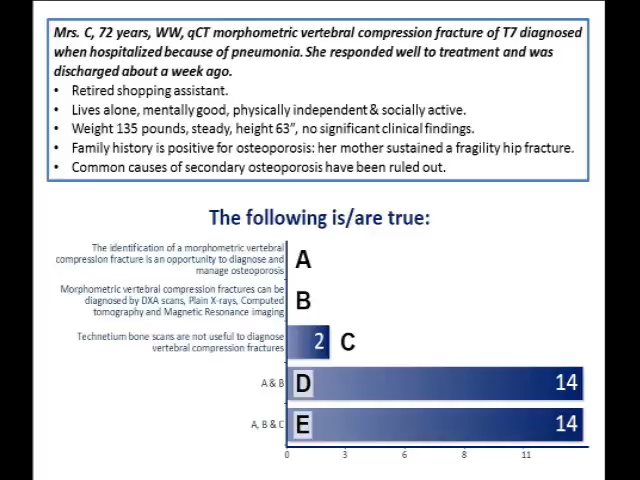 Mrs. C, 72 years, WW, qCT morphometric vertebral compression fracture of T7 diagnosed
when hospitalized because of pneumonia. She responded well to treatment and was
discharged about a week ago.
• Retired shopping assistant.
• Lives alone, mentally good, physically independent & socially active.
• Weight 135 pounds, steady, height 63”, no significant clinical findings.
• Family history is positive for osteoporosis: her mother sustained a fragility hip fracture.
• Common causes of secondary osteoporosis have been ruled out.
The following is/are true:
The identification of a morphometric vertebral
compression fracture is an opportunity to diagnose and
manage osteoporosis
A
Morphometric vertebral compression fractures can be
diagnosed by DXA scans, Plain X-rays, Computed
tomography and Magnetic Resonance imaging
B
Technetium bone scans are not useful to diagnose
vertebral compression fractures
2 C
A & B D 14
A, B & C E 14
0 3 6 8 11